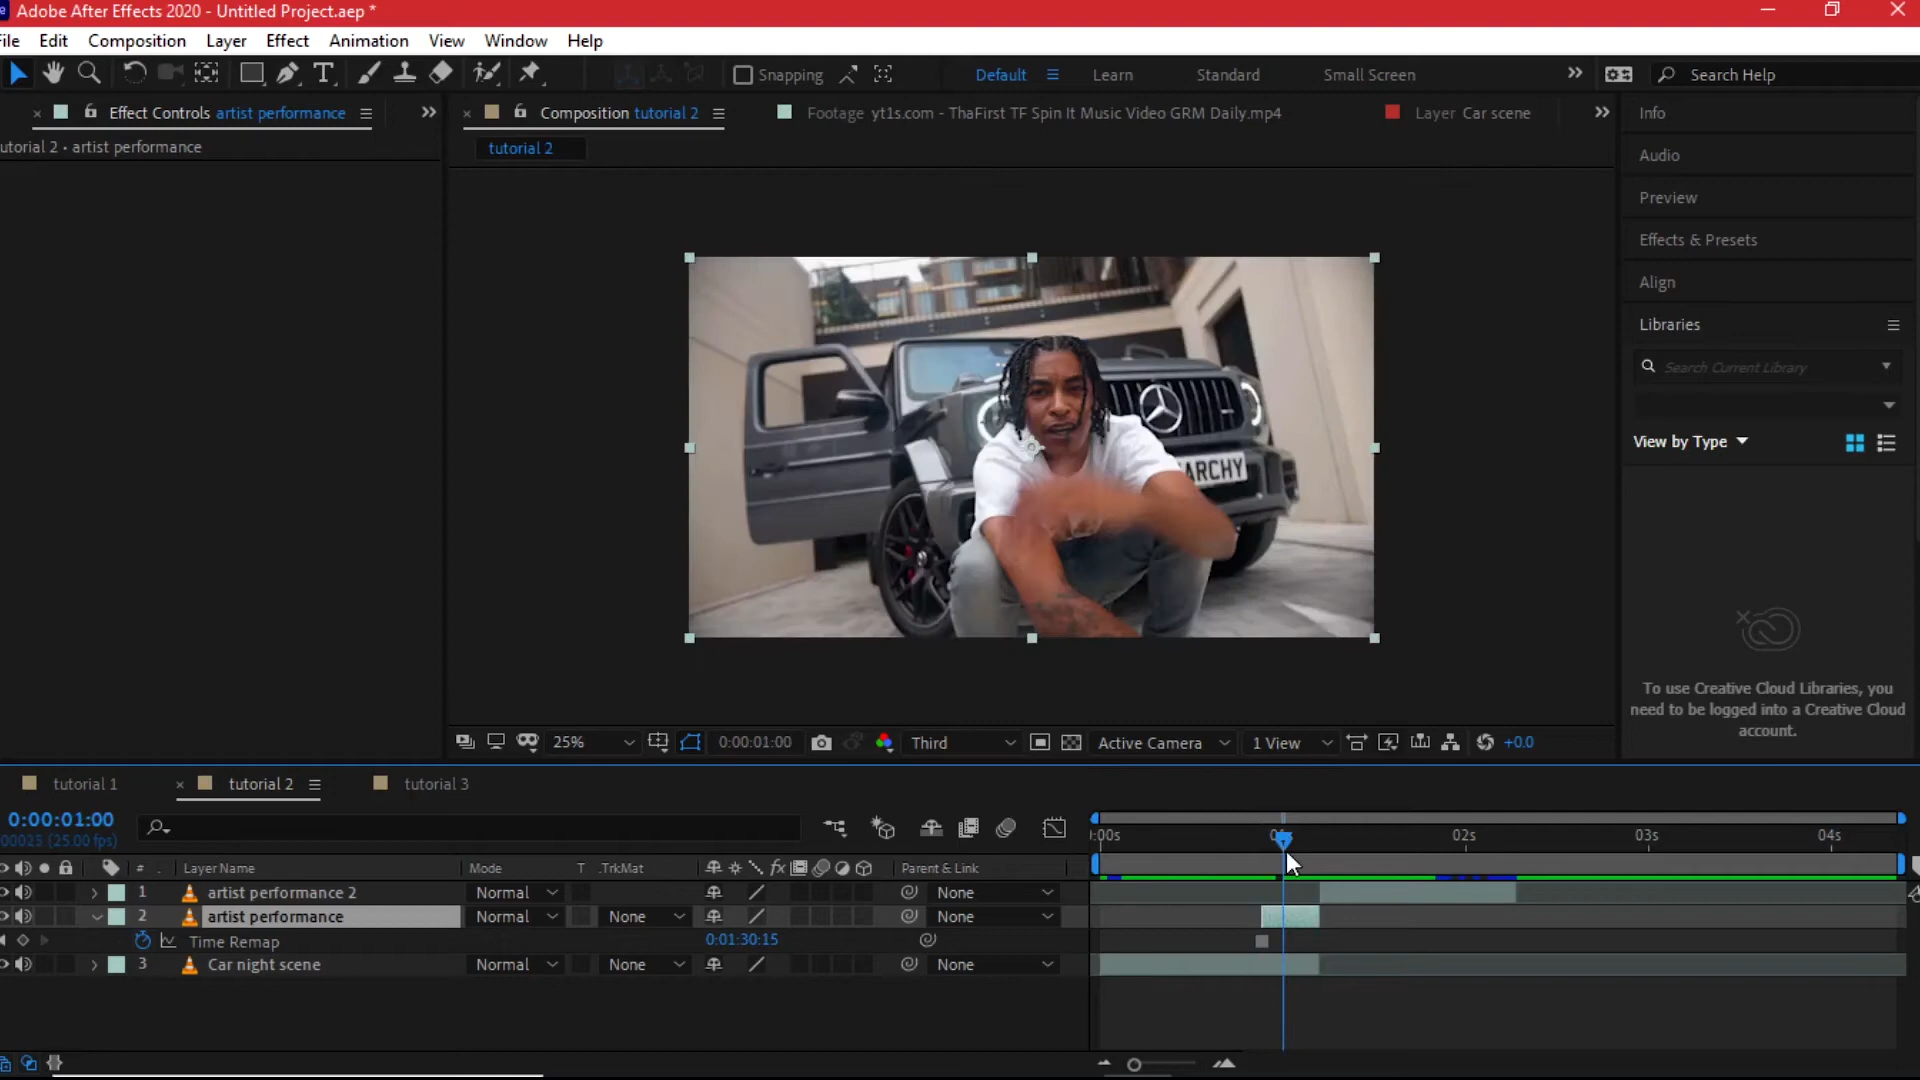 Adobe After Effects 2020 - Untitled Project.aep *
File Edit Composition Layer Effect Animation View Window Help
Snapping Default Learn Standard Small Screen Search Help
Effect Controls artist performance Composition tutorial 2 Footage yt1s.com - ThaFirst TF Spin It Music Video GRM Daily.mp4 Layer Car scene Info
utorial 2 • artist performance tutorial 2
Audio
Preview
Effects & Presets
Align
Libraries
Search Current Library
View by Type
ARCHY
To use Creative Cloud Libraries, you
need to be logged into a Creative Cloud
account.
25% 0:00:01:00 Third Active Camera 1 View +0.0
tutorial 1 tutorial 2 tutorial 3
0:00:01:00
00025 (25.00 fps)
:00s 02s 03s 04s
# Layer Name Mode T .TrkMat fx Parent & Link
1 artist performance 2 Normal None
2 artist performance Normal None None
Time Remap 0:01:30:15
3 Car night scene Normal None None